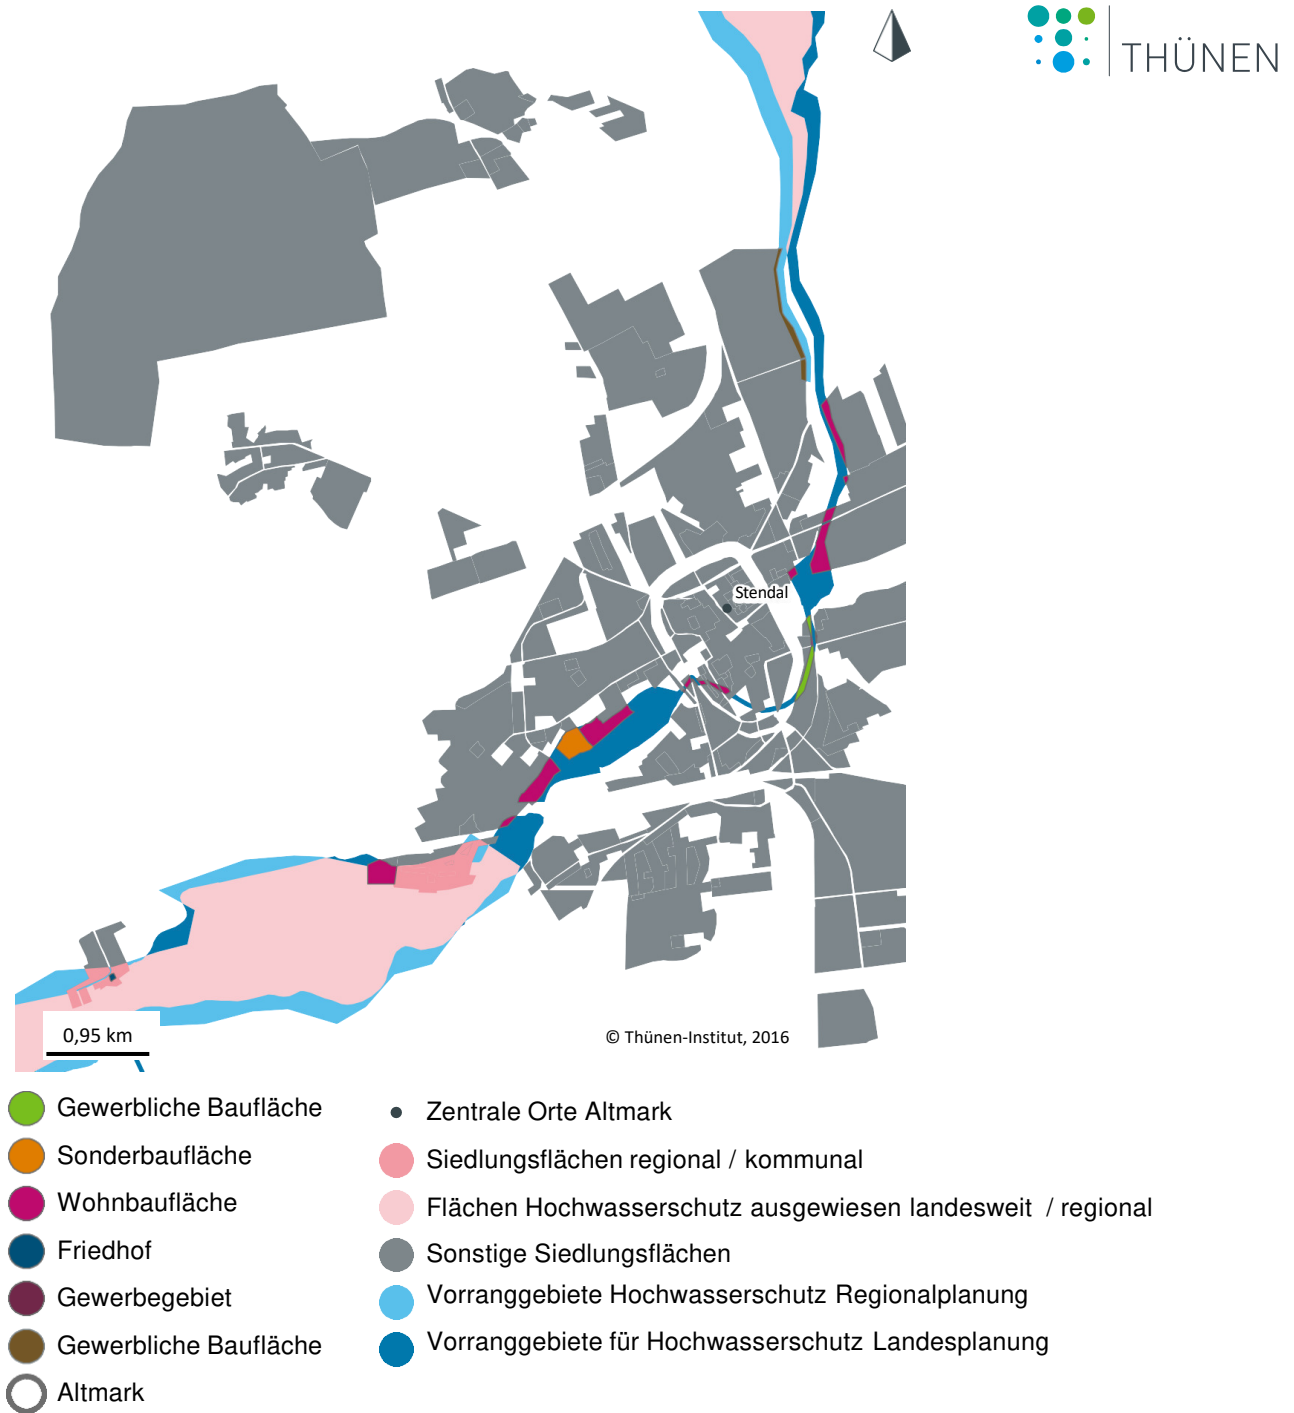 THÜNEN
Stendal
0,95 km
© Thünen-Institut, 2016
Gewerbliche Baufläche
Sonderbaufläche
Wohnbaufläche
Friedhof
Gewerbegebiet
Gewerbliche Baufläche
Altmark
Zentrale Orte Altmark
Siedlungsflächen regional / kommunal
Flächen Hochwasserschutz ausgewiesen landesweit / regional
Sonstige Siedlungsflächen
Vorranggebiete Hochwasserschutz Regionalplanung
Vorranggebiete für Hochwasserschutz Landesplanung